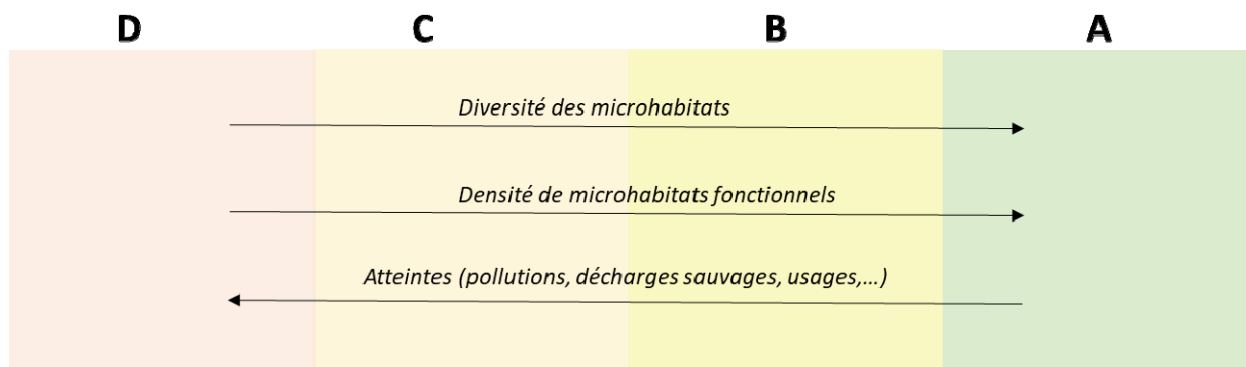 D C B A
Diversité des microhabitats
Densité de microhabitats fonctionnels
Atteintes (pollutions, décharges sauvages, usages,...)